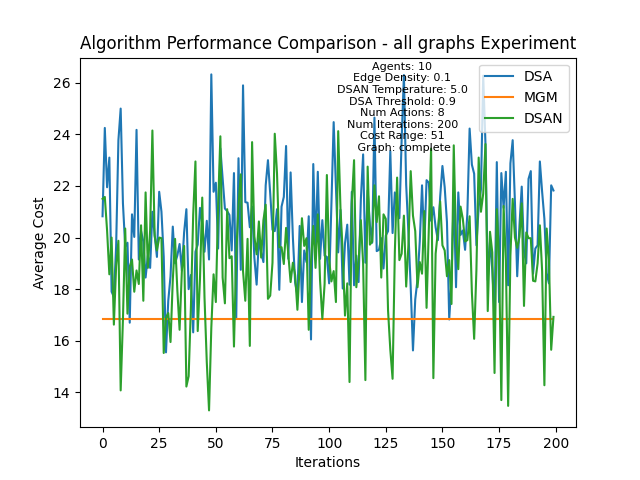 Algorithm Performance Comparison - all graphs Experiment
Agents: 10
Edge Density: 0.1
DSAN Temperature: 5.0
DSA Threshold: 0.9
Num Actions: 8
Num Iterations: 200
Cost Range: 51
Graph: complete
DSA
MGM
DSAN
26
24
22
20
18
16
14
Average Cost
0
25
50
75
100
125
150
175
200
Iterations